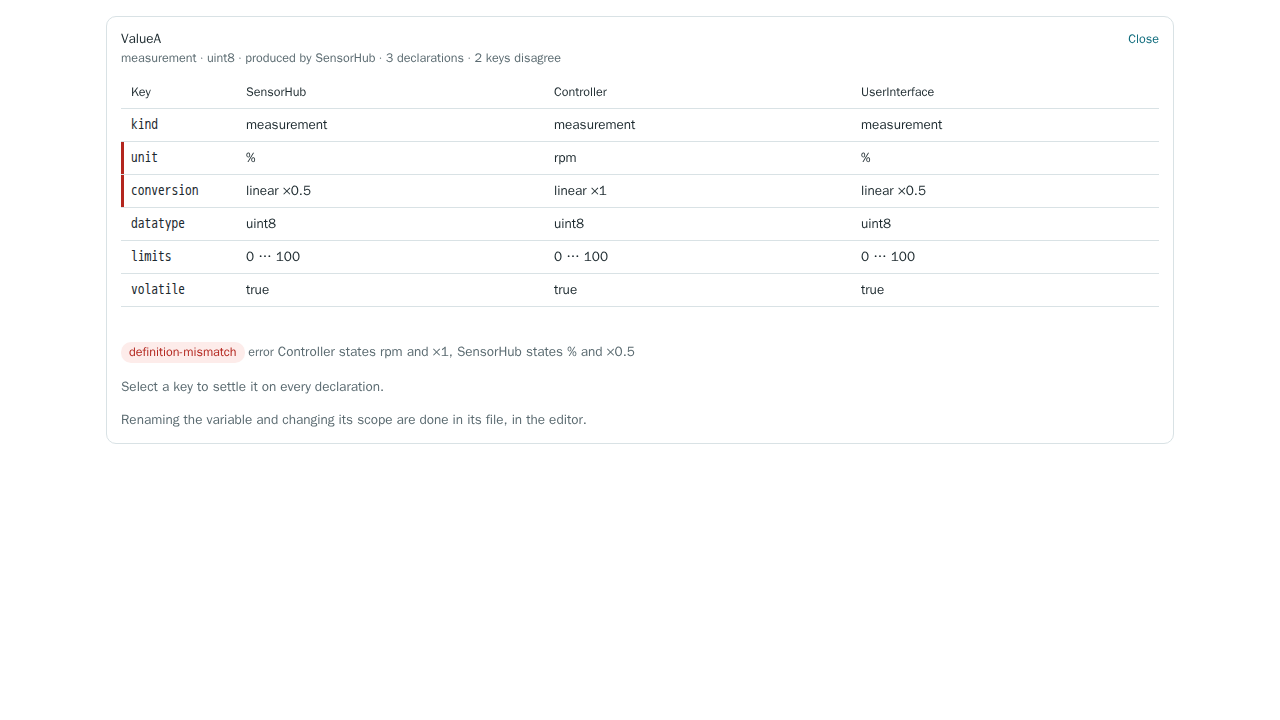 ValueA
Close
measurement · uint8 · produced by SensorHub · 3 declarations · 2 keys disagree
Key SensorHub Controller UserInterface
kind measurement measurement measurement
unit % rpm %
conversion linear ×0.5 linear ×1 linear ×0.5
datatype uint8 uint8 uint8
limits 0 ··· 100 0 ··· 100 0 ··· 100
volatile true true true
definition-mismatch error Controller states rpm and ×1, SensorHub states % and ×0.5
Select a key to settle it on every declaration.
Renaming the variable and changing its scope are done in its file, in the editor.